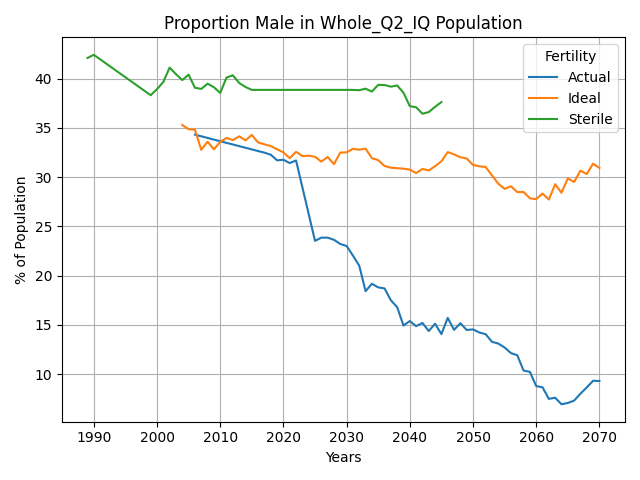 Proportion Male in Whole_Q2_IQ Population
Fertility
Actual
Ideal
Sterile
% of Population
40
35
30
25
20
15
10
1990 2000 2010 2020 2030 2040 2050 2060 2070
Years